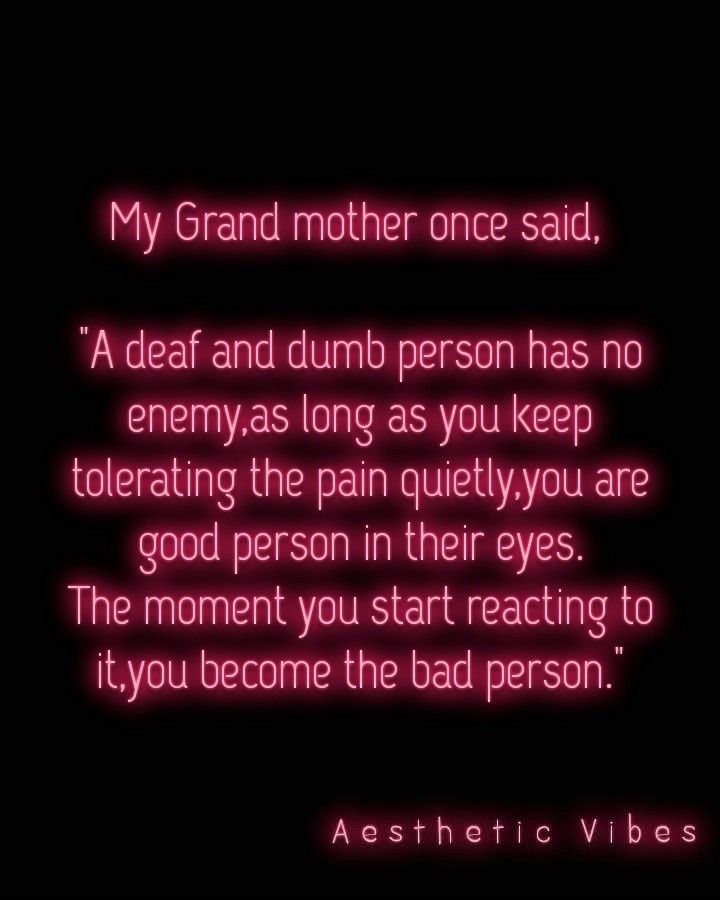 My Grand mother once said,
"A deaf and dumb person has no
enemy,as long as you keep
tolerating the pain quietly,you are
good person in their eyes.
The moment you start reacting to
it,you become the bad person."
Aesthetic Vibes